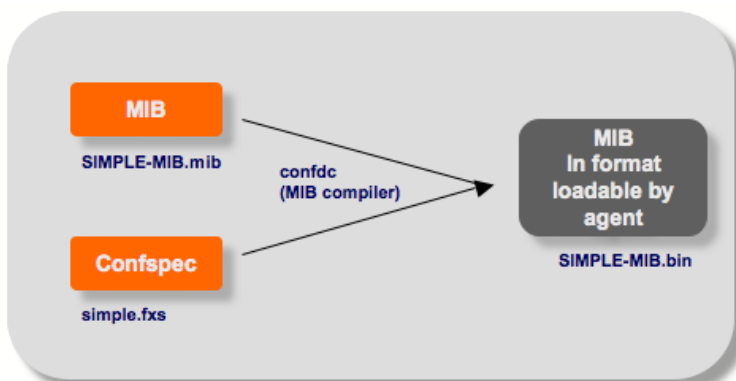 MIB
SIMPLE-MIB.mib
confdc
(MIB compiler)
Confspec
simple.fxs
MIB
In format
loadable by
agent
SIMPLE-MIB.bin